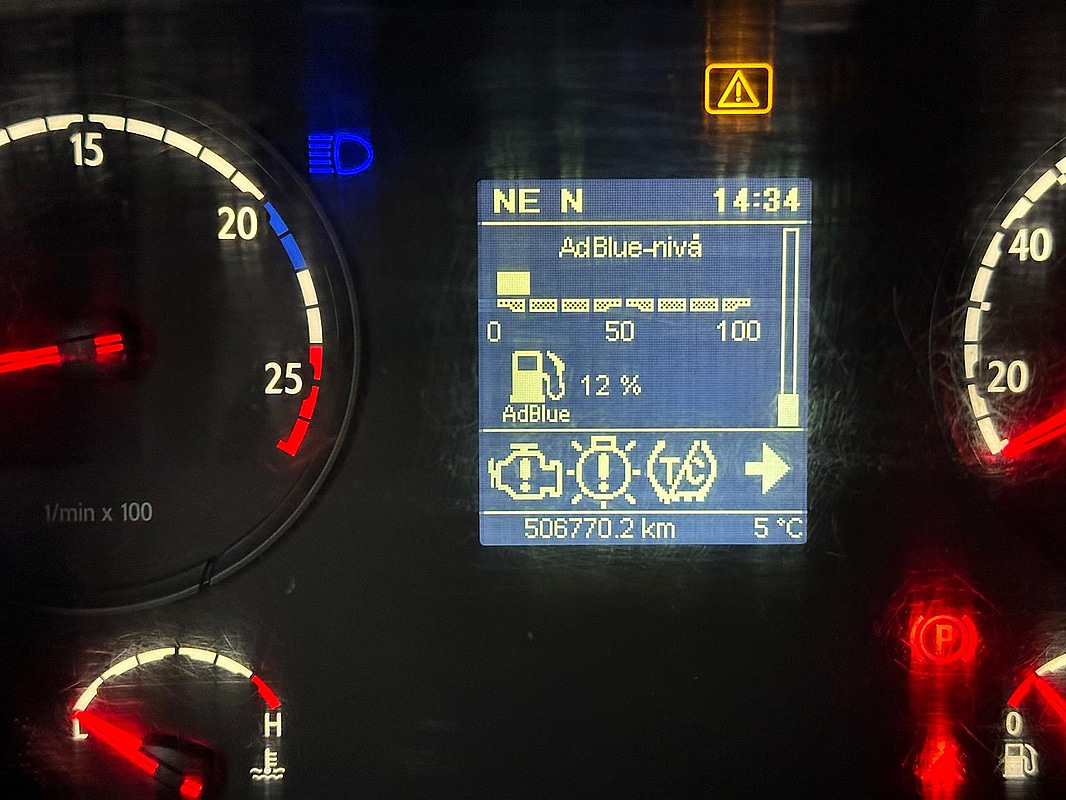 15
20
25
1/min x 100
L
H
NE N 14:34
AdBlue-nivå
0 50 100
12 %
AdBlue
T/C
506770.2 km 5 °C
40
20
P
0